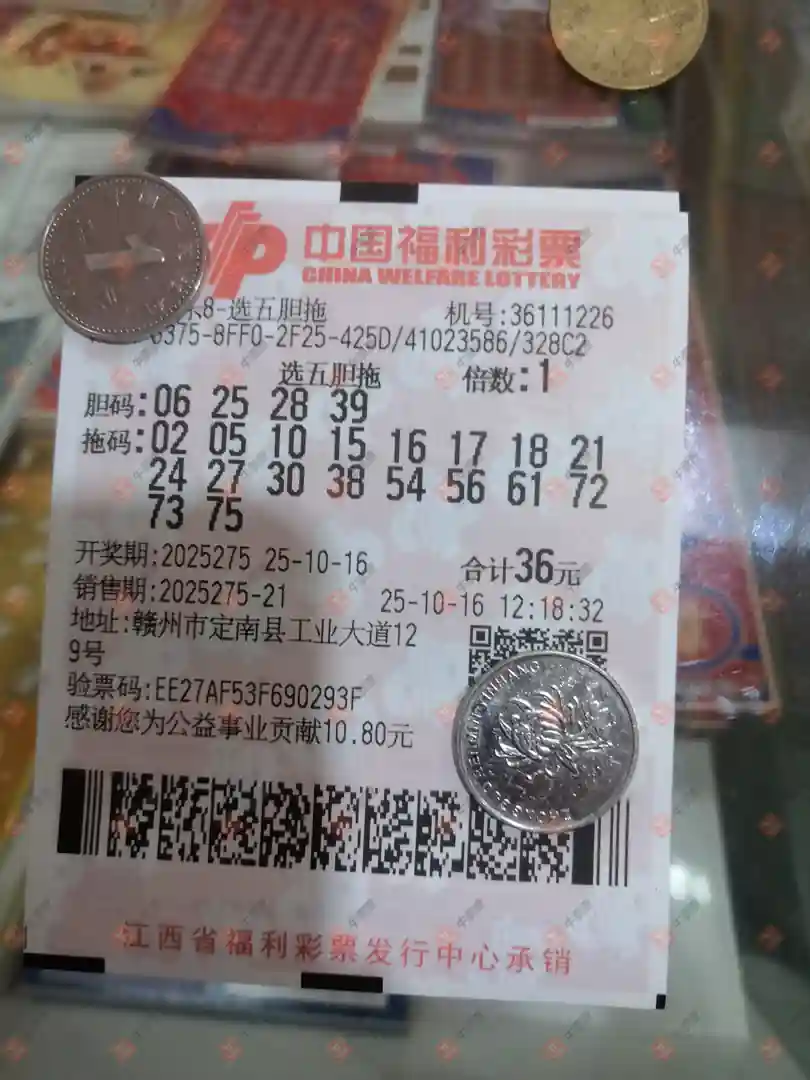 中国福利彩票
CHINA WELFARE LOTTERY
乐8-选五胆拖 机号:36111226
6375-8FF0-2F25-425D/41023586/328C2
选五胆拖 倍数:1
胆码:06 25 28 39
拖码:02 05 10 15 16 17 18 21
24 27 30 38 54 56 61 72
73 75
开奖期:2025275 25-10-16 合计36元
销售期:2025275-21 25-10-16 12:18:32
地址:赣州市定南县工业大道12
9号
验票码:EE27AF53F690293F
感谢您为公益事业贡献10.80元
江西省福利彩票发行中心承销